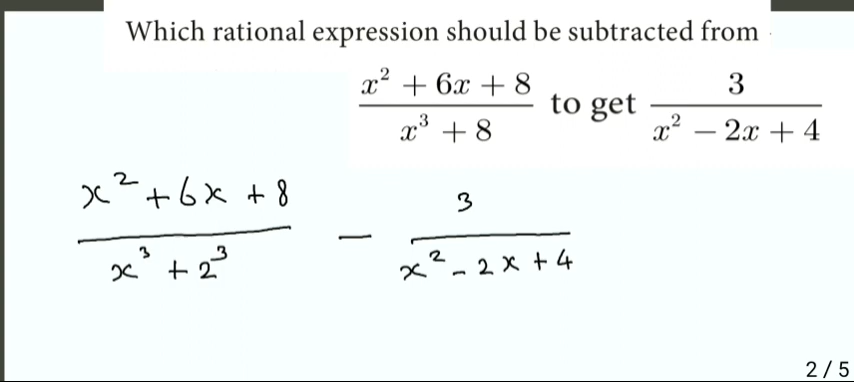 Which rational expression should be subtracted from
x² + 6x + 8 / x³ + 8 to get 3 / x² − 2x + 4
x² + 6x + 8 / x³ + 2³ − 3 / x² − 2x + 4
2 / 5